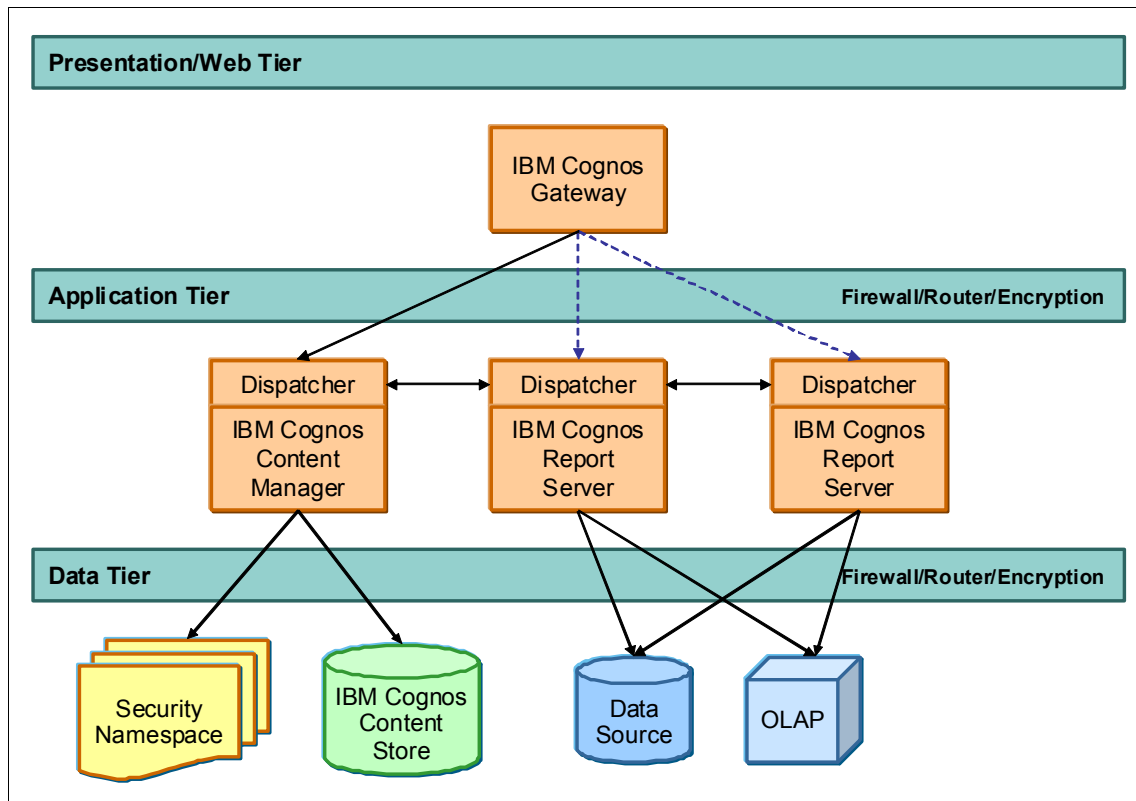 Presentation/Web Tier
IBM Cognos
Gateway
Application Tier
Firewall/Router/Encryption
Dispatcher
IBM Cognos
Content
Manager
Dispatcher
IBM Cognos
Report
Server
Dispatcher
IBM Cognos
Report
Server
Data Tier
Firewall/Router/Encryption
Security
Namespace
IBM Cognos
Content
Store
Data
Source
OLAP